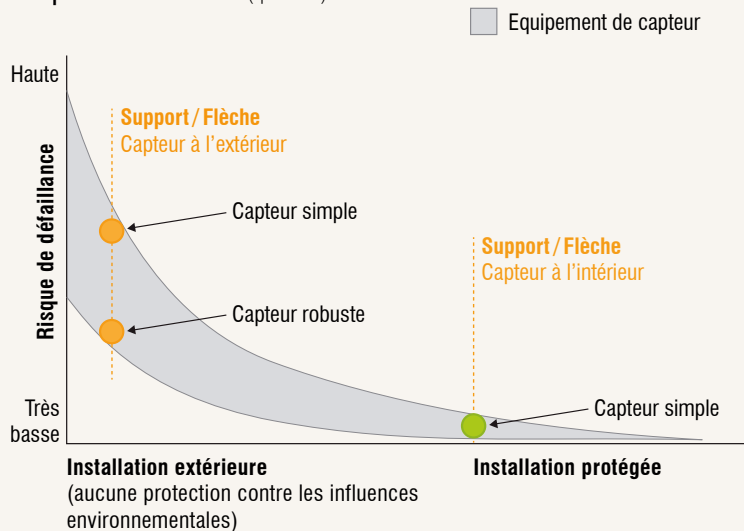 Equipement de capteur
Haute
Support / Flèche
Capteur à l’extérieur
Capteur simple
Support / Flèche
Capteur à l’intérieur
Risque de défaillance
Capteur robuste
Très
basse
Capteur simple
Installation extérieure
(aucune protection contre les influences
environnementales)
Installation protégée